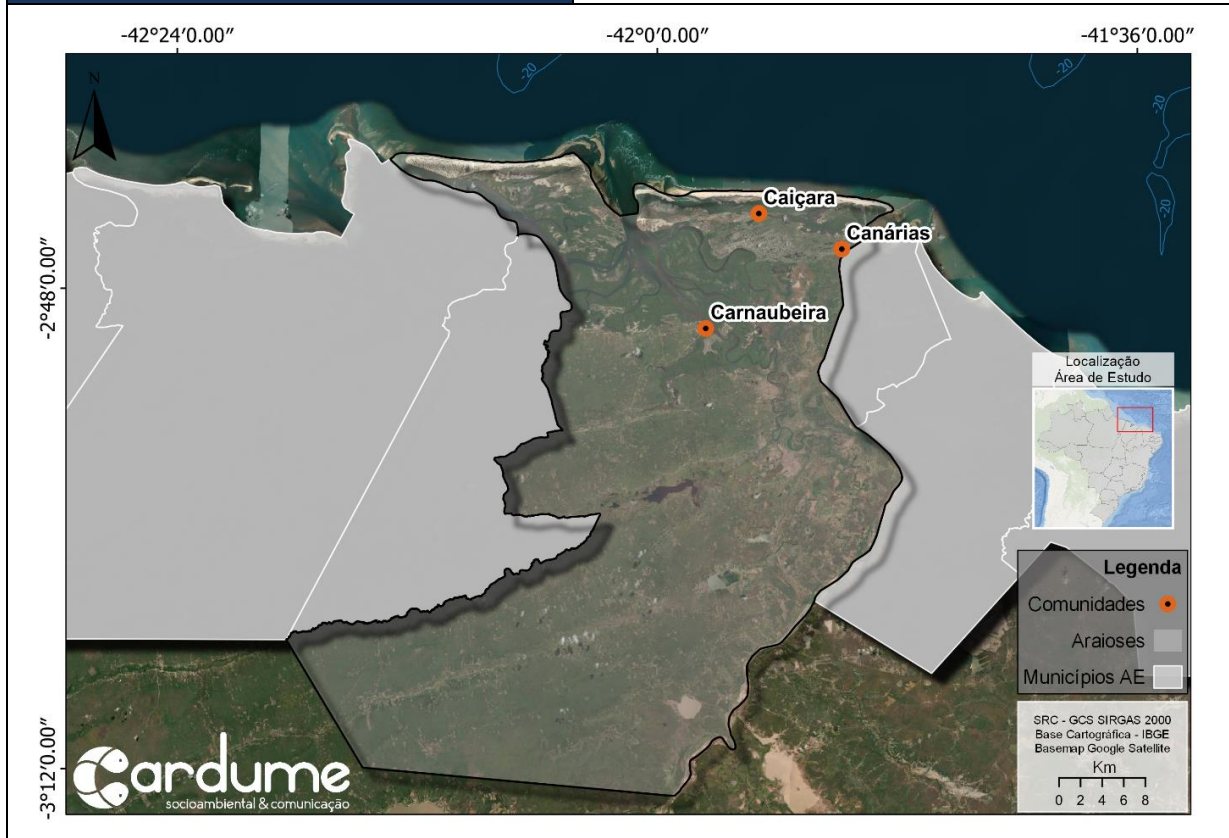 -42°24′0.00″
-42°0′0.00″
-41°36′0.00″
-20
-20
-20
-20
N
Caiçara
Canárias
-2°48′0.00″
Carnaubeira
Localização
Área de Estudo
Legenda
Comunidades
Araioses
Municípios AE
SRC - GCS SIRGAS 2000
Base Cartográfica - IBGE
Basemap Google Satellite
Km
0 2 4 6 8
-3°12′0.00″
Cardume
socioambiental & comunicação